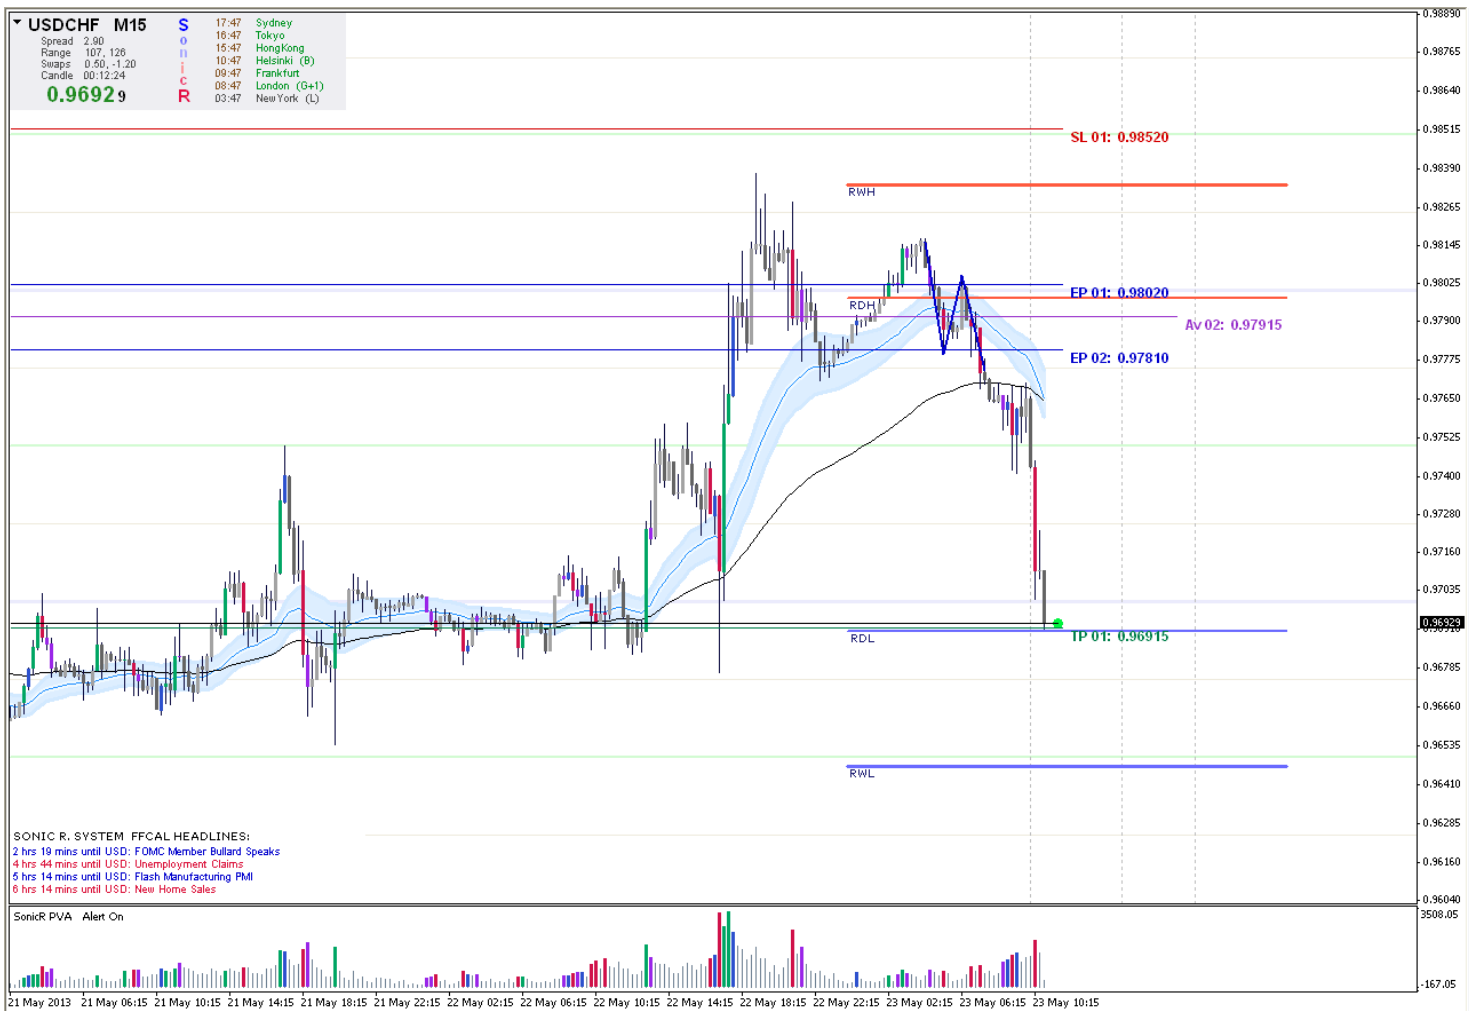 USDCHF M15
Spread 2.90
Range 107, 126
Swaps 0.50, -1.20
Candle 00:12:24
0.96929
S
o
n
i
c
R
17:47 Sydney
16:47 Tokyo
15:47 HongKong
10:47 Helsinki (B)
09:47 Frankfurt
08:47 London (G+1)
03:47 NewYork (L)
SL 01: 0.98520
RWH
EP 01: 0.98020
RDH
Av 02: 0.97915
EP 02: 0.97810
RDL
TP 01: 0.96915
RWL
0.98890
0.98765
0.98640
0.98515
0.98390
0.98265
0.98145
0.98025
0.97900
0.97775
0.97650
0.97525
0.97400
0.97280
0.97160
0.97035
0.96929
0.96910
0.96785
0.96660
0.96535
0.96410
0.96285
0.96160
0.96040
SONIC R. SYSTEM FFCAL HEADLINES:
2 hrs 19 mins until USD: FOMC Member Bullard Speaks
4 hrs 44 mins until USD: Unemployment Claims
5 hrs 14 mins until USD: Flash Manufacturing PMI
6 hrs 14 mins until USD: New Home Sales
SonicR PVA Alert On
3508.05
-167.05
21 May 2013
21 May 06:15
21 May 10:15
21 May 14:15
21 May 18:15
21 May 22:15
22 May 02:15
22 May 06:15
22 May 10:15
22 May 14:15
22 May 18:15
22 May 22:15
23 May 02:15
23 May 06:15
23 May 10:15